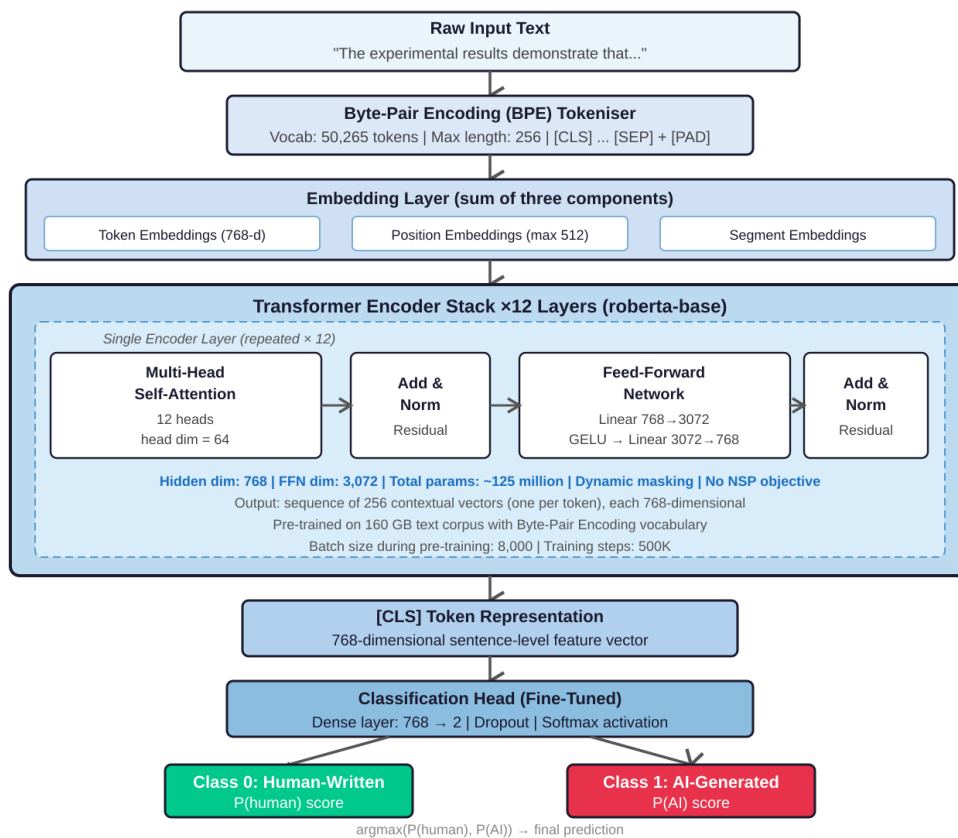 Raw Input Text
"The experimental results demonstrate that..."
Byte-Pair Encoding (BPE) Tokeniser
Vocab: 50,265 tokens | Max length: 256 | [CLS] ... [SEP] + [PAD]
Embedding Layer (sum of three components)
Token Embeddings (768-d)
Position Embeddings (max 512)
Segment Embeddings
Transformer Encoder Stack ×12 Layers (roberta-base)
Single Encoder Layer (repeated × 12)
Multi-Head
Self-Attention
12 heads
head dim = 64
Add &
Norm
Residual
Feed-Forward
Network
Linear 768→3072
GELU → Linear 3072→768
Add &
Norm
Residual
Hidden dim: 768 | FFN dim: 3,072 | Total params: ~125 million | Dynamic masking | No NSP objective
Output: sequence of 256 contextual vectors (one per token), each 768-dimensional
Pre-trained on 160 GB text corpus with Byte-Pair Encoding vocabulary
Batch size during pre-training: 8,000 | Training steps: 500K
[CLS] Token Representation
768-dimensional sentence-level feature vector
Classification Head (Fine-Tuned)
Dense layer: 768 → 2 | Dropout | Softmax activation
Class 0: Human-Written
P(human) score
Class 1: AI-Generated
P(AI) score
argmax(P(human), P(AI)) → final prediction